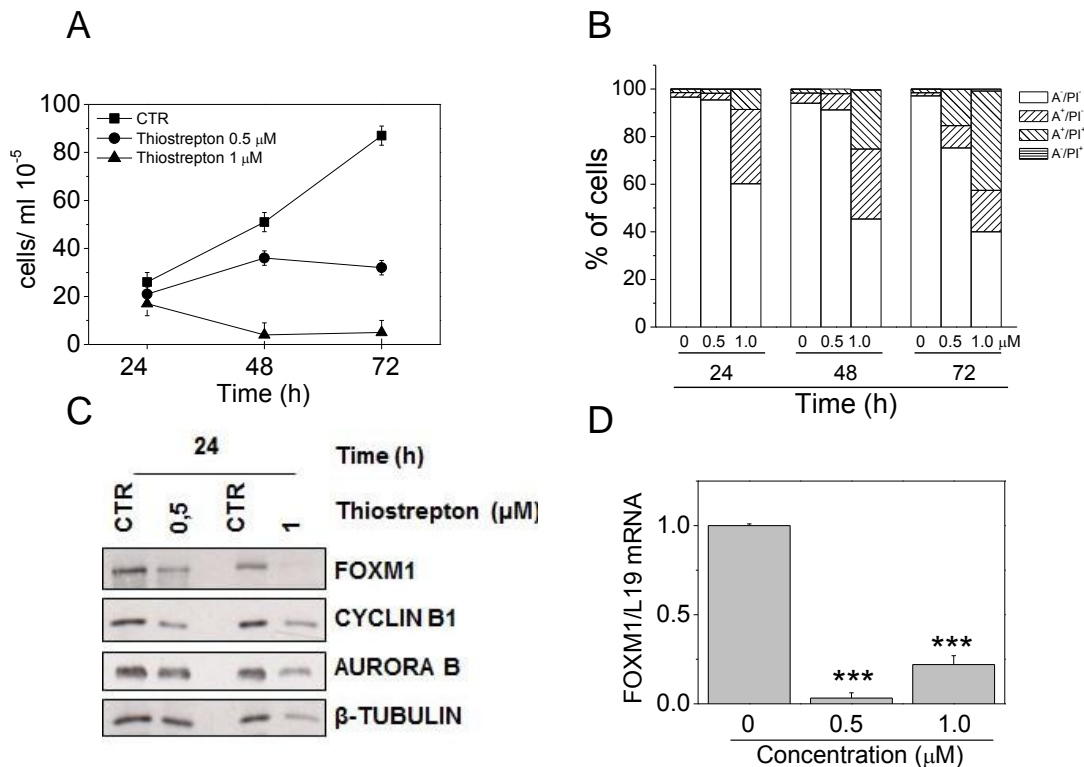 A
cells/ ml 10⁻⁵
100
80
60
40
20
0
CTR
Thiostrepton 0.5 µM
Thiostrepton 1 µM
24 48 72
Time (h)
B
% of cells
100
80
60
40
20
0
A⁻/PI⁻
A⁺/PI⁻
A⁺/PI⁺
A⁻/PI⁺
0 0.5 1.0 0 0.5 1.0 0 0.5 1.0 µM
24 48 72
Time (h)
C
24 Time (h)
CTR 0,5 CTR 1 Thiostrepton (µM)
FOXM1
CYCLIN B1
AURORA B
β-TUBULIN
D
FOXM1/L19 mRNA
1.0
0.5
0.0
*** ***
0 0.5 1.0
Concentration (µM)